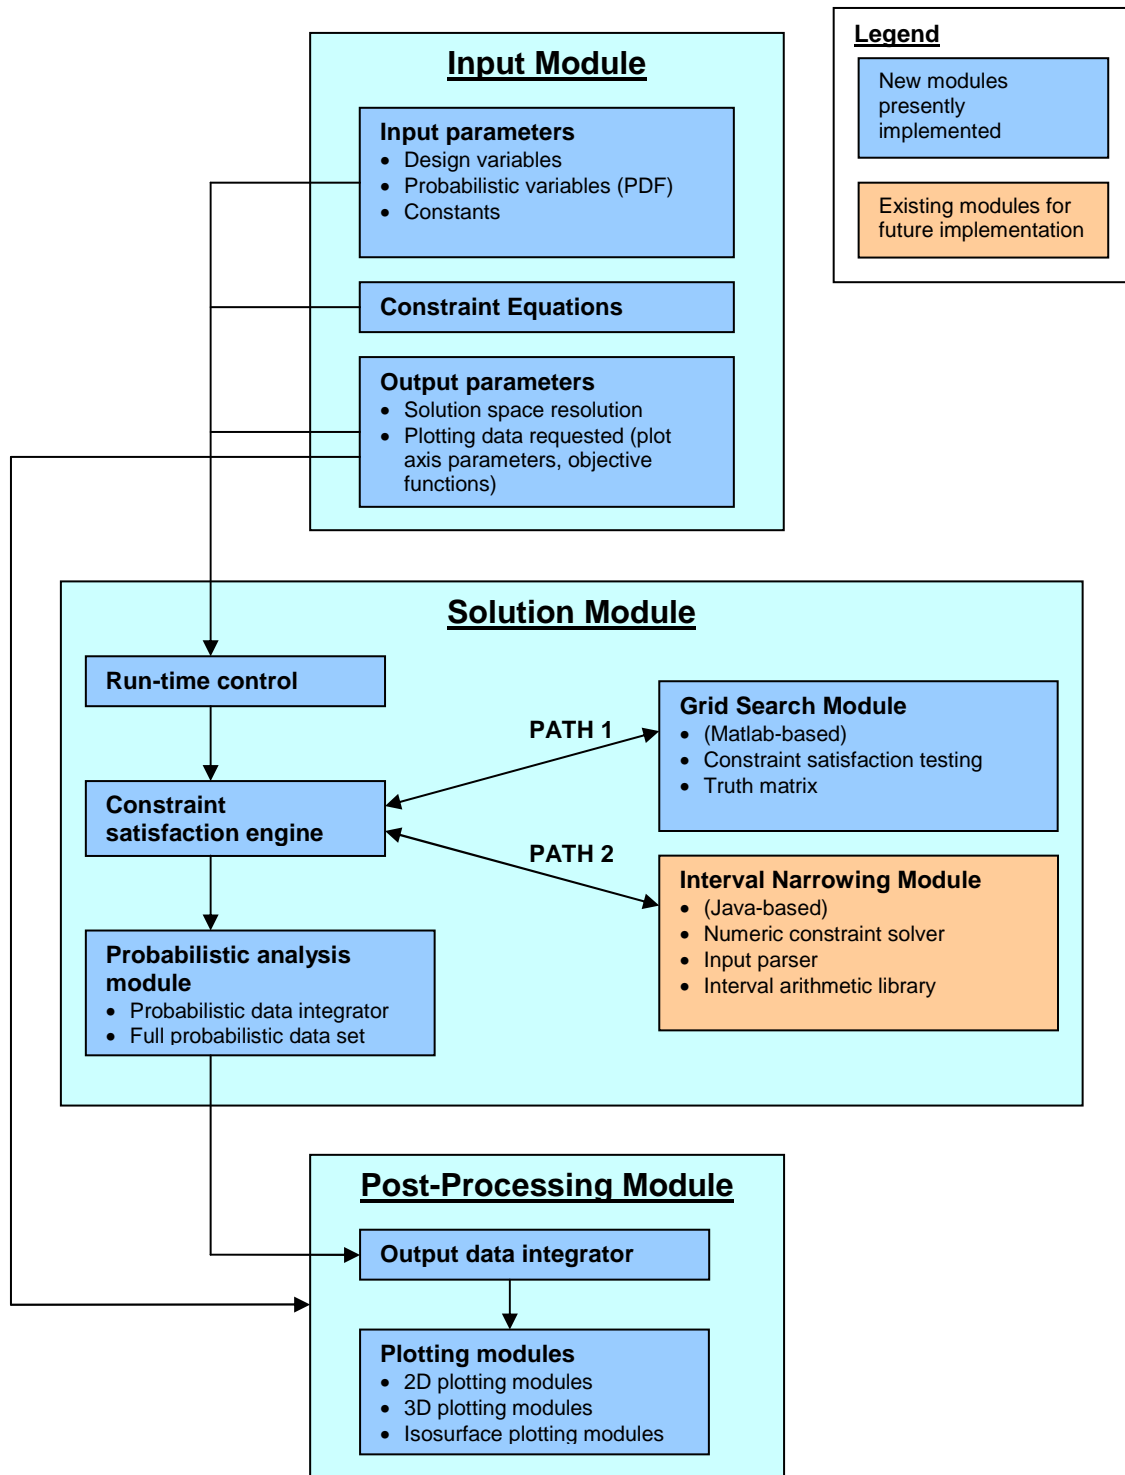 Legend
New modules
presently
implemented
Existing modules for
future implementation
Input Module
Input parameters
• Design variables
• Probabilistic variables (PDF)
• Constants
Constraint Equations
Output parameters
• Solution space resolution
• Plotting data requested (plot
axis parameters, objective
functions)
Solution Module
Run-time control
Constraint
satisfaction engine
Probabilistic analysis
module
• Probabilistic data integrator
• Full probabilistic data set
PATH 1
PATH 2
Grid Search Module
• (Matlab-based)
• Constraint satisfaction testing
• Truth matrix
Interval Narrowing Module
• (Java-based)
• Numeric constraint solver
• Input parser
• Interval arithmetic library
Post-Processing Module
Output data integrator
Plotting modules
• 2D plotting modules
• 3D plotting modules
• Isosurface plotting modules